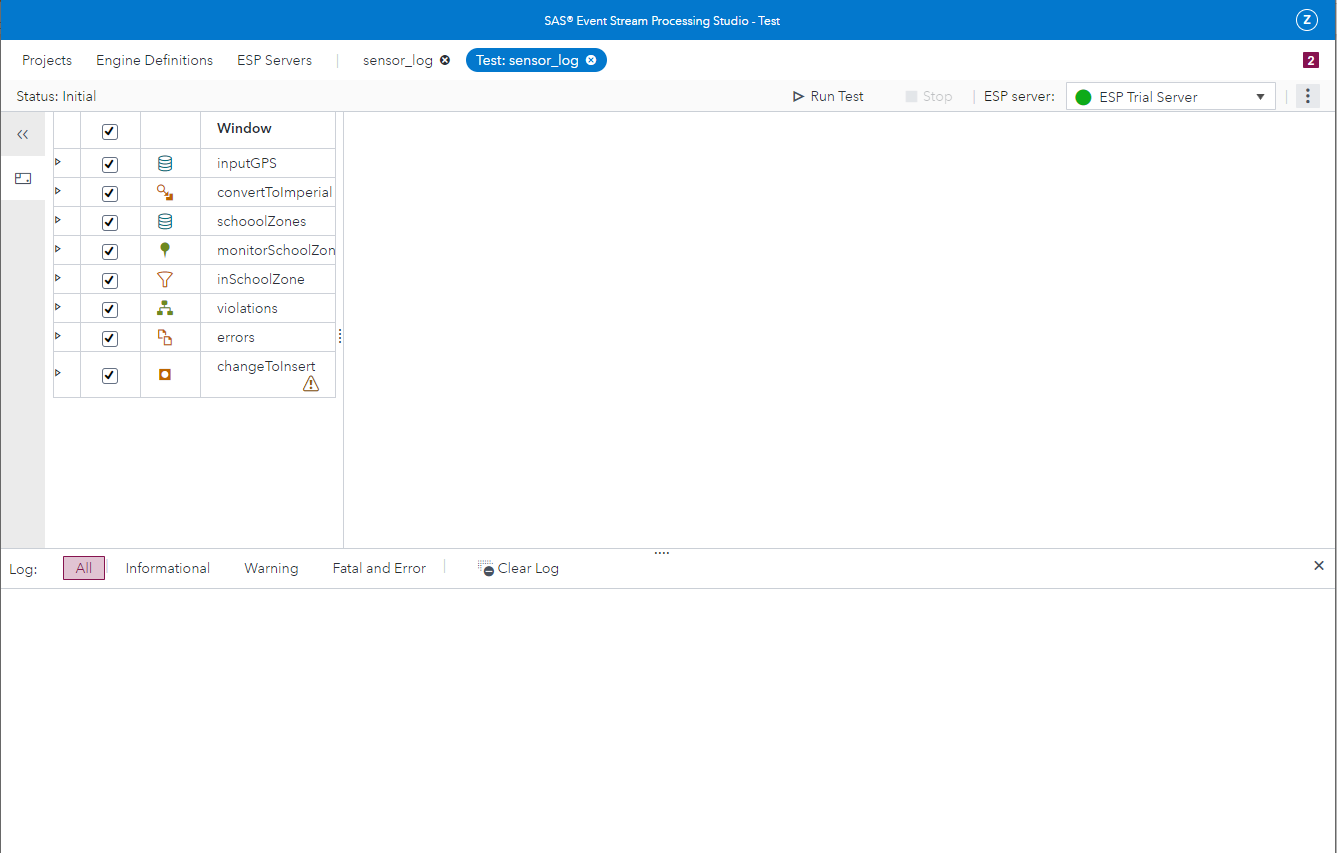 SAS® Event Stream Processing Studio - Test
Z
Projects Engine Definitions ESP Servers sensor_log Test: sensor_log
2
Status: Initial Run Test Stop ESP server: ESP Trial Server
Window
inputGPS
convertToImperial
schooolZones
monitorSchoolZon
inSchoolZone
violations
errors
changeToInsert
Log: All Informational Warning Fatal and Error Clear Log